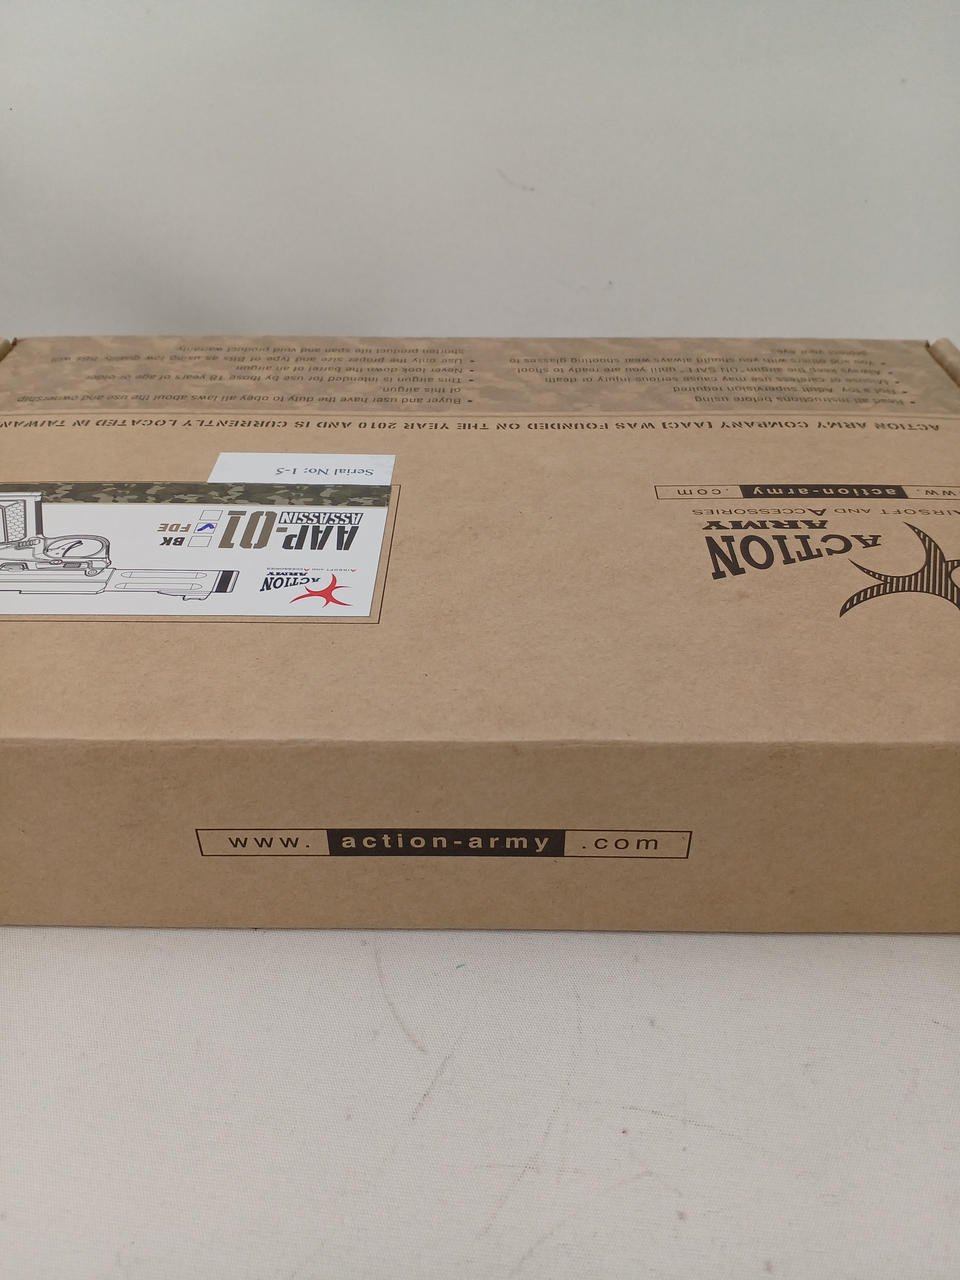 www. action-army .com
ACTION
ARMY
AIRSOFT AND ACCESSORIES
ww. action-army .com
Serial No: 1-5
ACTION
ARMY
AIRSOFT AND ACCESSORIES
AAP-01
ASSASSIN
BK
FDE
ACTION ARMY COMPANY [AAC] WAS FOUNDED ON THE YEAR 2010 AND IS CURRENTLY LOCATED IN TAIWAN
• Read all instructions before using
• Not a toy. Adult supervision required
• Misuse or careless use may cause serious injury or death
• Always keep the airgun "ON SAFE" until you are ready to shoot
You and others with you should always wear shooting glasses to
protect your eyes
• Buyer and user have the duty to obey all laws about the use and ownership
of this airgun.
• This airgun is intended for use by those 18 years of age or older
• Never look down the barrel of an airgun
• Use only the proper size and type of BBs as using low quality BBs will
shorten product life span and void product warranty